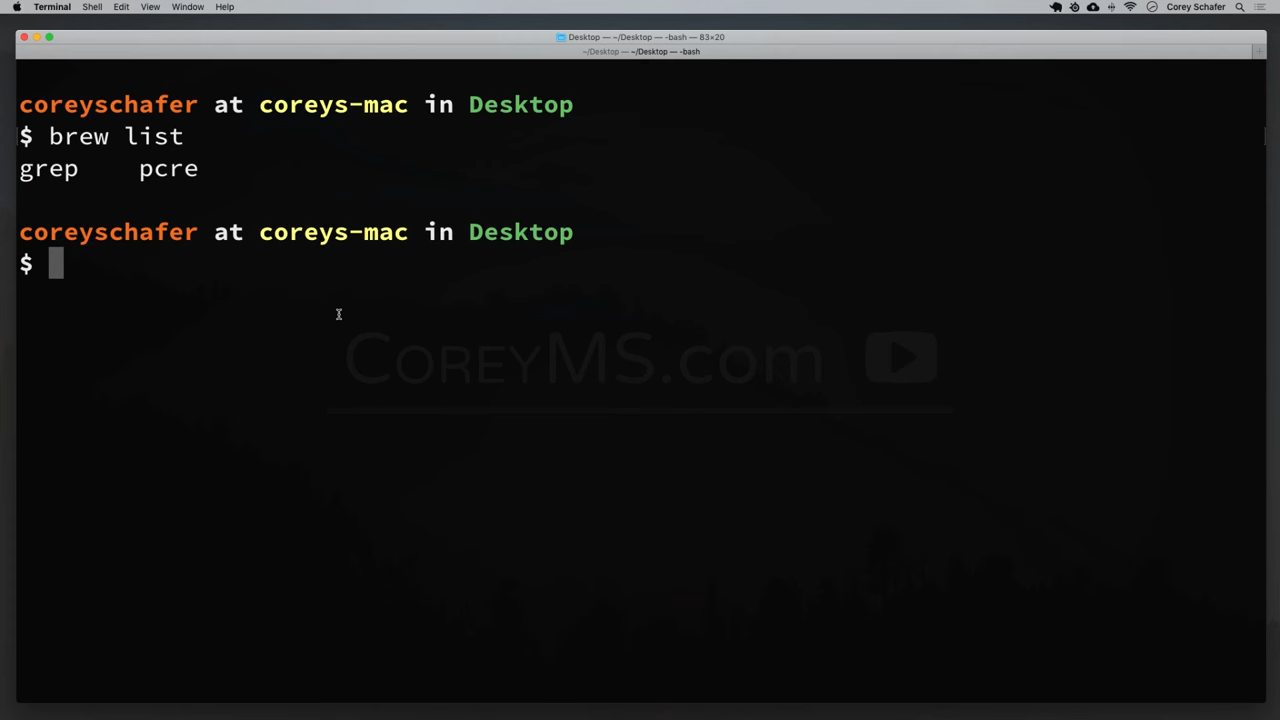 Terminal Shell Edit View Window Help Corey Schafer
Desktop — ~/Desktop — -bash — 83×20
~/Desktop — ~/Desktop — -bash
coreyschafer at coreys-mac in Desktop
$ brew list
grep pcre
coreyschafer at coreys-mac in Desktop
$
CoreyMS.com